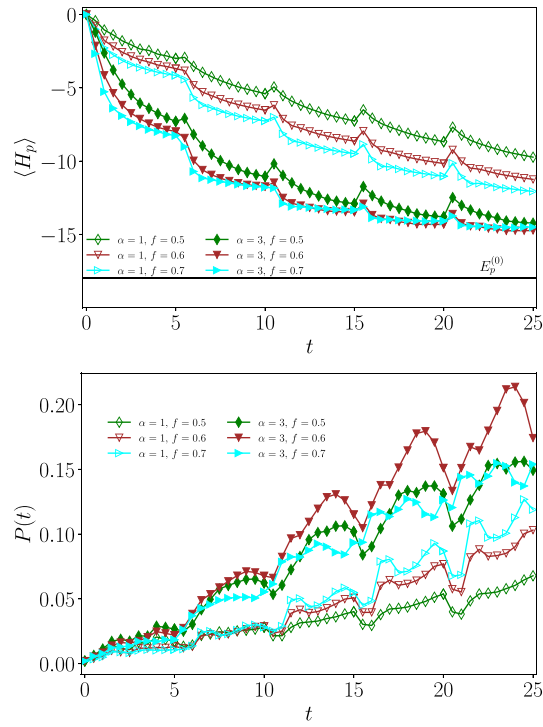 0
−5
−10
−15
⟨H_p⟩
α = 1, f = 0.5
α = 3, f = 0.5
α = 1, f = 0.6
α = 3, f = 0.6
α = 1, f = 0.7
α = 3, f = 0.7
E_p^{(0)}
0 5 10 15 20 25
t
0.20
0.15
0.10
0.05
0.00
P(t)
α = 1, f = 0.5
α = 3, f = 0.5
α = 1, f = 0.6
α = 3, f = 0.6
α = 1, f = 0.7
α = 3, f = 0.7
0 5 10 15 20 25
t